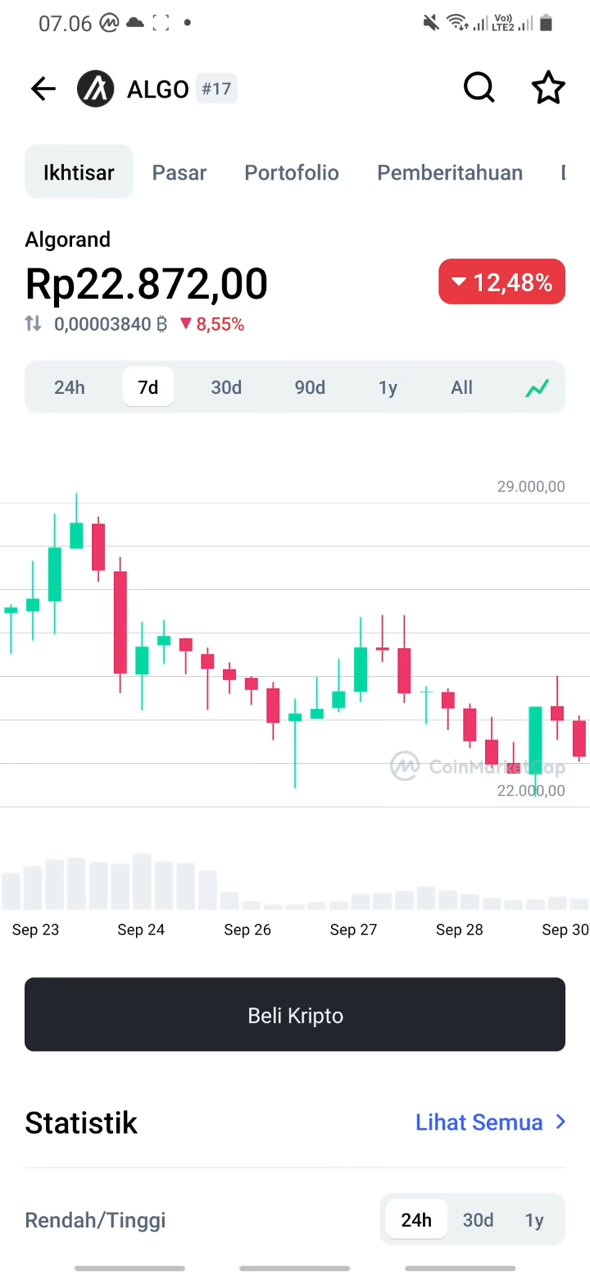 07.06
Vo))
LTE2
ALGO #17
Ikhtisar Pasar Portofolio Pemberitahuan
Algorand
Rp22.872,00
12,48%
0,00003840 ₿ 8,55%
24h 7d 30d 90d 1y All
29.000,00
CoinMarketCap
22.000,00
Sep 23 Sep 24 Sep 26 Sep 27 Sep 28 Sep 30
Beli Kripto
Statistik
Lihat Semua
Rendah/Tinggi
24h 30d 1y